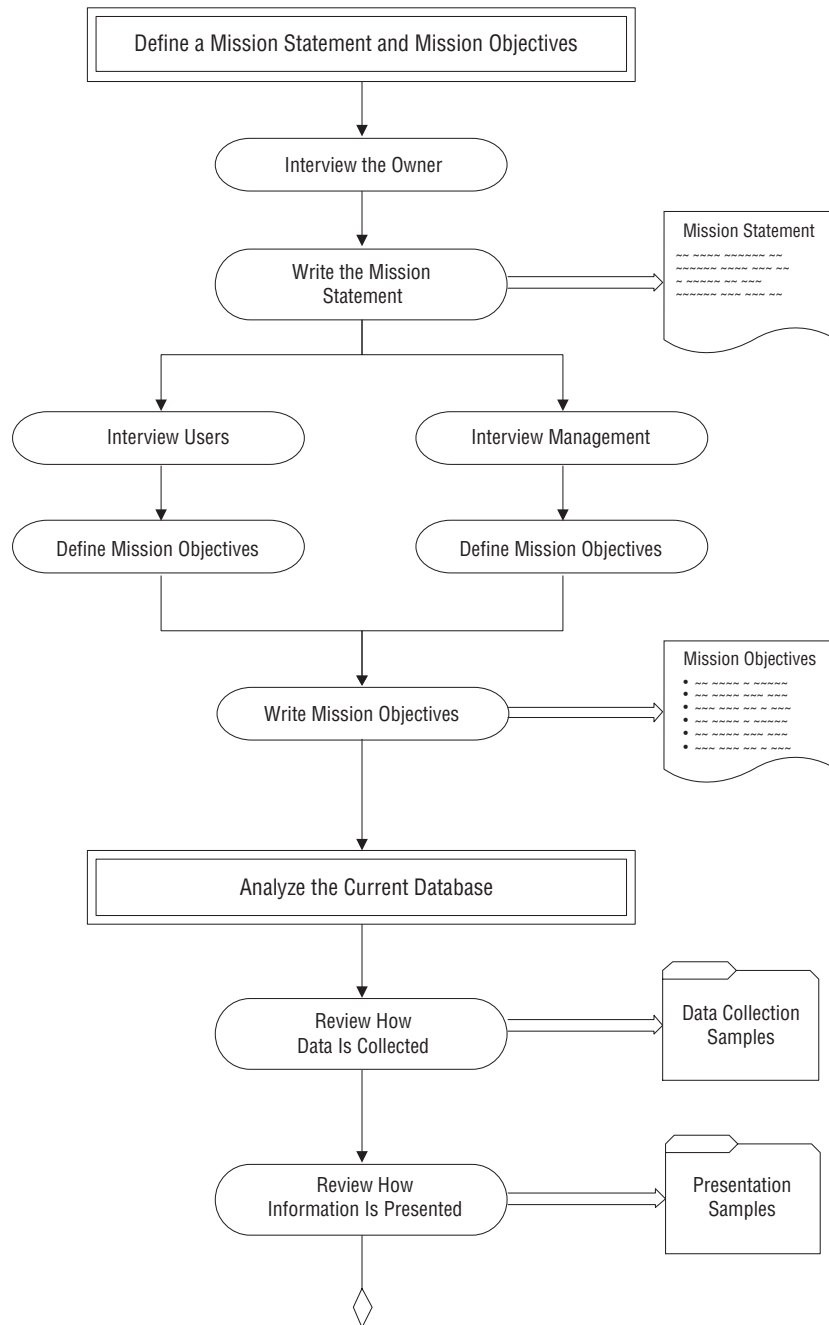 Define a Mission Statement and Mission Objectives
Interview the Owner
Write the Mission
Statement
Mission Statement
Interview Users
Interview Management
Define Mission Objectives
Define Mission Objectives
Write Mission Objectives
Mission Objectives
Analyze the Current Database
Review How
Data Is Collected
Data Collection
Samples
Review How
Information Is Presented
Presentation
Samples